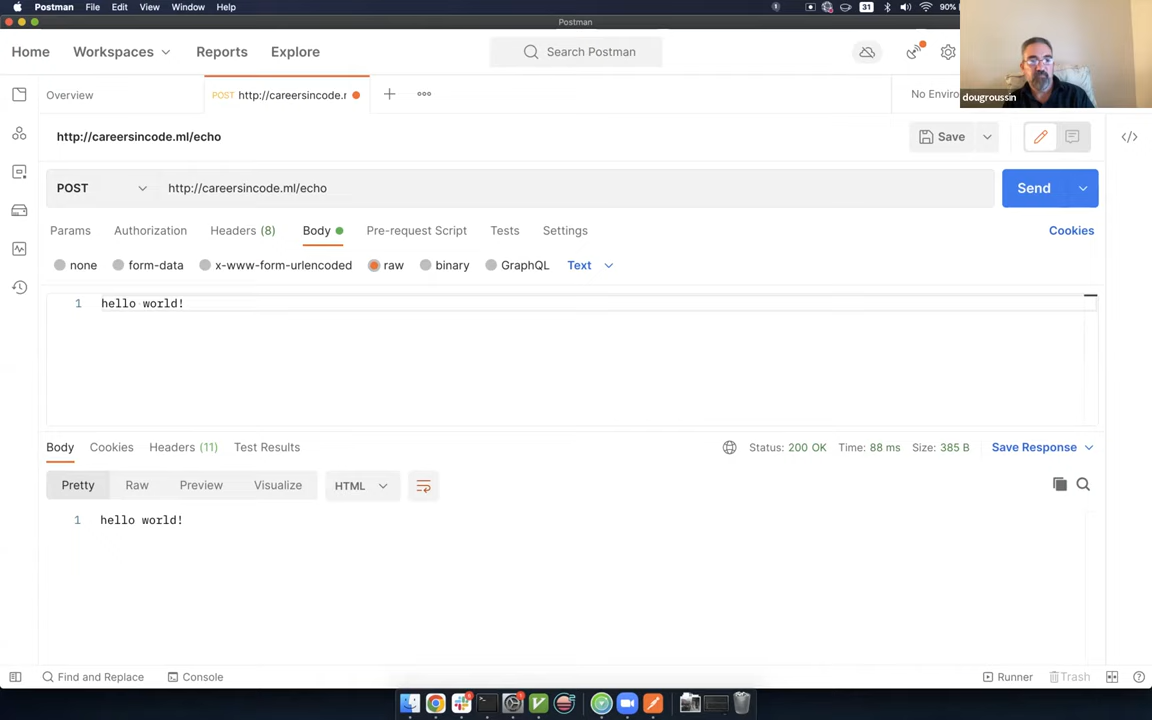 Postman File Edit View Window Help 31 90%
Postman
Home Workspaces Reports Explore Search Postman
Overview POST http://careersincode.r No Enviro
dougroussin
http://careersincode.ml/echo Save
POST http://careersincode.ml/echo Send
Params Authorization Headers (8) Body Pre-request Script Tests Settings Cookies
none form-data x-www-form-urlencoded raw binary GraphQL Text
1 hello world!
Body Cookies Headers (11) Test Results Status: 200 OK Time: 88 ms Size: 385 B Save Response
Pretty Raw Preview Visualize HTML
1 hello world!
Find and Replace Console Runner Trash